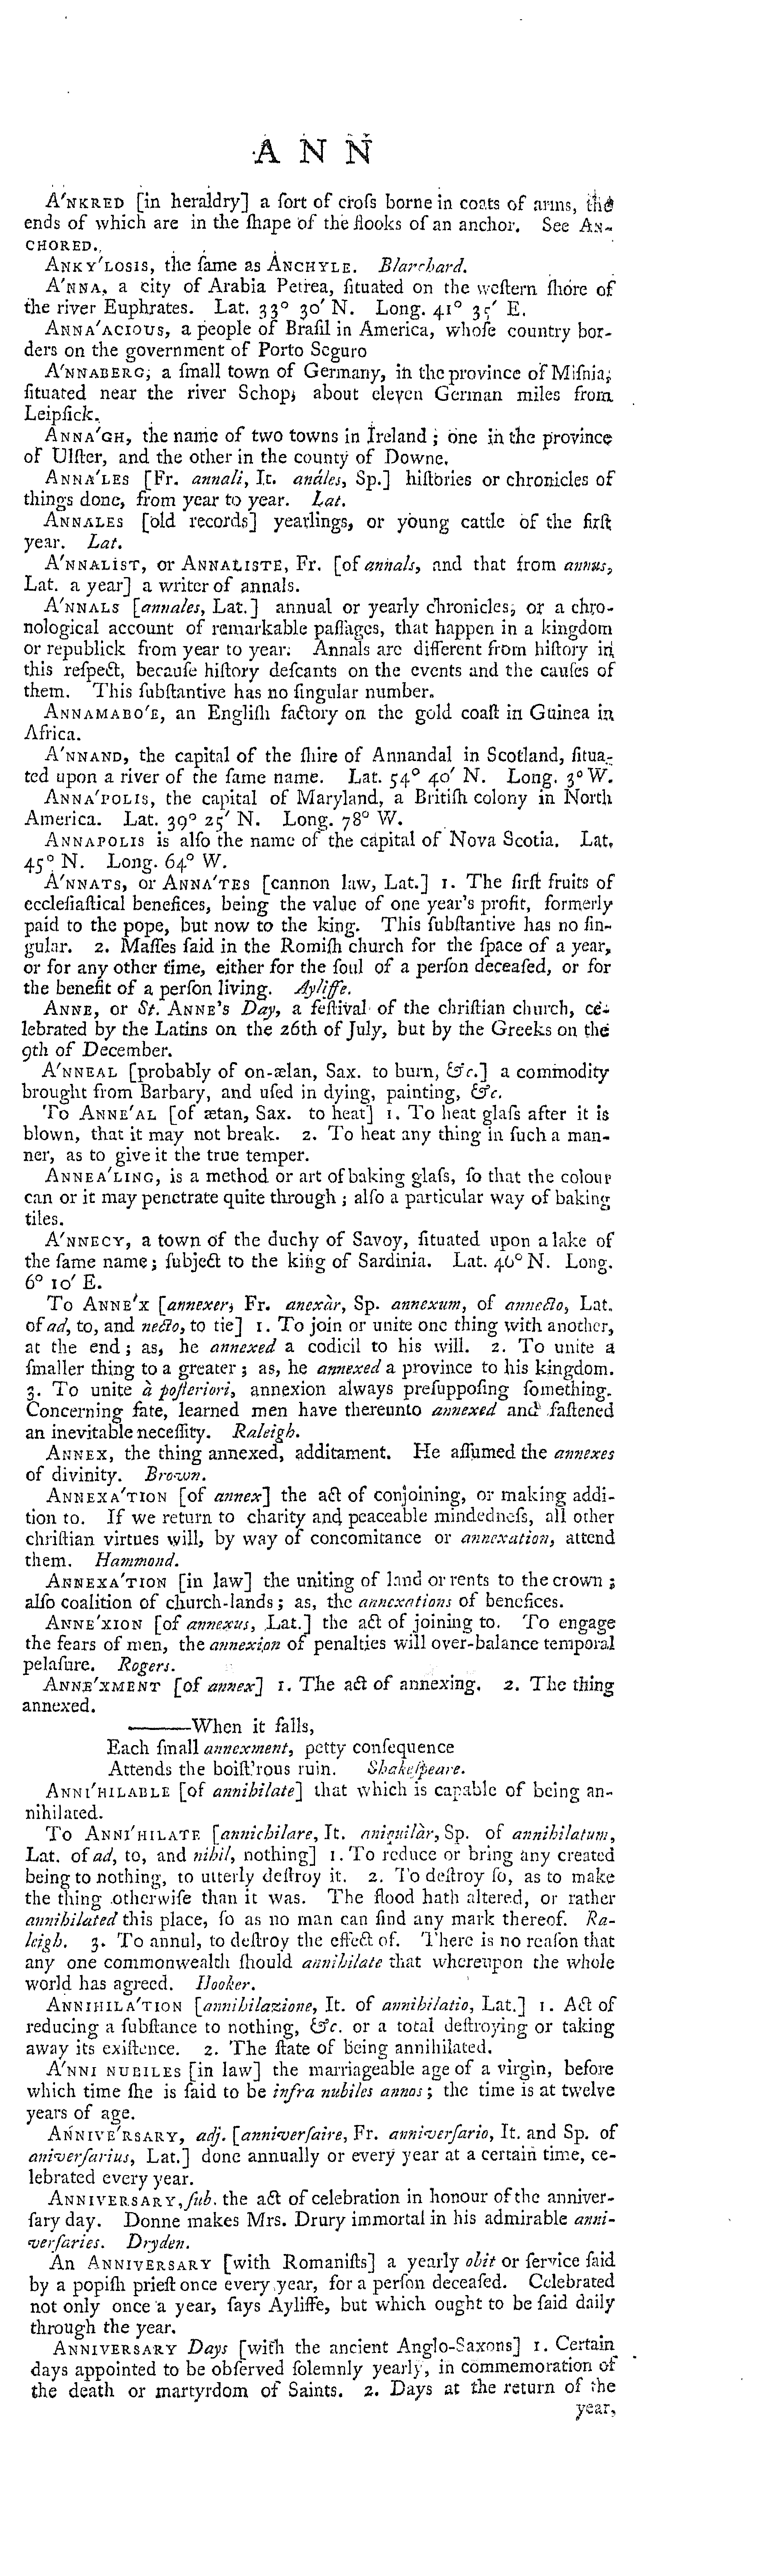 A N N
A'NKRED [in heraldry] a ſort of croſs borne in coats of arms, the
ends of which are in the ſhape of the flooks of an anchor. See AN-
CHORED.
ANKY'LOSIS, the ſame as ANCHYLE. Blanchard.
A'NNA, a city of Arabia Petrea, ſituated on the weſtern ſhore of
the river Euphrates. Lat. 33° 30′ N. Long. 41° 35′ E.
ANNA'ACIOUS, a people of Braſil in America, whoſe country bor-
ders on the government of Porto Seguro
A'NNABERG, a ſmall town of Germany, in the province of Miſnia,
ſituated near the river Schop, about eleven German miles from
Leipſick.
ANNA'GH, the name of two towns in Ireland; one in the province
of Ulſter, and the other in the county of Downe.
ANNA'LES [Fr. annali, It. análes, Sp.] hiſtories or chronicles of
things done, from year to year. Lat.
ANNALES [old records] yearlings, or young cattle of the firſt
year. Lat.
A'NNALIST, or ANNALISTE, Fr. [of annals, and that from annus,
Lat. a year] a writer of annals.
A'NNALS [annales, Lat.] annual or yearly chronicles, or a chro-
nological account of remarkable paſſages, that happen in a kingdom
or republick from year to year. Annals are different from hiſtory in
this reſpect, becauſe hiſtory deſcants on the events and the cauſes of
them. This ſubſtantive has no ſingular number.
ANNAMABO'E, an Engliſh factory on the gold coaſt in Guinea in
Africa.
A'NNAND, the capital of the ſhire of Annandal in Scotland, ſitua-
ted upon a river of the ſame name. Lat. 54° 40′ N. Long. 3° W.
ANNA'POLIS, the capital of Maryland, a Britiſh colony in North
America. Lat. 39° 25′ N. Long. 78° W.
ANNAPOLIS is alſo the name of the capital of Nova Scotia. Lat.
45° N. Long. 64° W.
A'NNATS, or ANNA'TES [cannon law, Lat.] 1. The firſt fruits of
eccleſiaſtical benefices, being the value of one year's profit, formerly
paid to the pope, but now to the king. This ſubſtantive has no ſin-
gular. 2. Maſſes ſaid in the Romiſh church for the ſpace of a year,
or for any other time, either for the ſoul of a perſon deceaſed, or for
the benefit of a perſon living. Ayliffe.
ANNE, or St. ANNE'S Day, a feſtival of the chriſtian church, ce-
lebrated by the Latins on the 26th of July, but by the Greeks on the
9th of December.
A'NNEAL [probably of on-ælan, Sax. to burn, &c.] a commodity
brought from Barbary, and uſed in dying, painting, &c.
To ANNE'AL [of ætan, Sax. to heat] 1. To heat glaſs after it is
blown, that it may not break. 2. To heat any thing in ſuch a man-
ner, as to give it the true temper.
ANNEA'LING, is a method or art of baking glaſs, ſo that the colour
can or it may penetrate quite through; alſo a particular way of baking
tiles.
A'NNECY, a town of the duchy of Savoy, ſituated upon a lake of
the ſame name; ſubject to the king of Sardinia. Lat. 46° N. Long.
6° 10′ E.
To ANNE'X [annexer, Fr. anexàr, Sp. annexum, of annecto, Lat.
of ad, to, and necto, to tie] 1. To join or unite one thing with another,
at the end; as, he annexed a codicil to his will. 2. To unite a
ſmaller thing to a greater; as, he annexed a province to his kingdom.
3. To unite à poſteriori, annexion always preſuppoſing ſomething.
Concerning fate, learned men have thereunto annexed and faſtened
an inevitable neceſſity. Raleigh.
ANNEX, the thing annexed, additament. He aſſumed the annexes
of divinity. Brown.
ANNEXA'TION [of annex] the act of conjoining, or making addi-
tion to. If we return to charity and peaceable mindedneſs, all other
chriſtian virtues will, by way of concomitance or annexation, attend
them. Hammond.
ANNEXA'TION [in law] the uniting of land or rents to the crown;
alſo coalition of church-lands; as, the annexations of benefices.
ANNE'XION [of annexus, Lat.] the act of joining to. To engage
the fears of men, the annexion of penalties will over-balance temporal
pelaſure. Rogers.
ANNE'XMENT [of annex] 1. The act of annexing. 2. The thing
annexed.
———When it falls,
Each ſmall annexment, petty conſequence
Attends the boiſt'rous ruin. Shakeſpeare.
ANNI'HILABLE [of annihilate] that which is capable of being an-
nihilated.
To ANNI'HILATE [annichilare, It. aniquilàr, Sp. of annihilatum,
Lat. of ad, to, and nihil, nothing] 1. To reduce or bring any created
being to nothing, to utterly deſtroy it. 2. To deſtroy ſo, as to make
the thing otherwiſe than it was. The flood hath altered, or rather
annihilated this place, ſo as no man can find any mark thereof. Ra-
leigh. 3. To annul, to deſtroy the effect of. There is no reaſon that
any one commonwealth ſhould annihilate that whereupon the whole
world has agreed. Hooker.
ANNIHILA'TION [annihilazione, It. of annihilatio, Lat.] 1. Act of
reducing a ſubſtance to nothing, &c. or a total deſtroying or taking
away its exiſtence. 2. The ſtate of being annihilated.
A'NNI NUBILES [in law] the marriageable age of a virgin, before
which time ſhe is ſaid to be infra nubiles annos; the time is at twelve
years of age.
ANNIVE'RSARY, adj. [anniverſaire, Fr. anniverſario, It. and Sp. of
aniverſarius, Lat.] done annually or every year at a certain time, ce-
lebrated every year.
ANNIVERSARY, ſub. the act of celebration in honour of the anniver-
ſary day. Donne makes Mrs. Drury immortal in his admirable anni-
verſaries. Dryden.
An ANNIVERSARY [with Romaniſts] a yearly obit or ſervice ſaid
by a popiſh prieſt once every year, for a perſon deceaſed. Celebrated
not only once a year, ſays Ayliffe, but which ought to be ſaid daily
through the year.
ANNIVERSARY Days [with the ancient Anglo-Saxons] 1. Certain
days appointed to be obſerved ſolemnly yearly, in commemoration of
the death or martyrdom of Saints. 2. Days at the return of the
year,